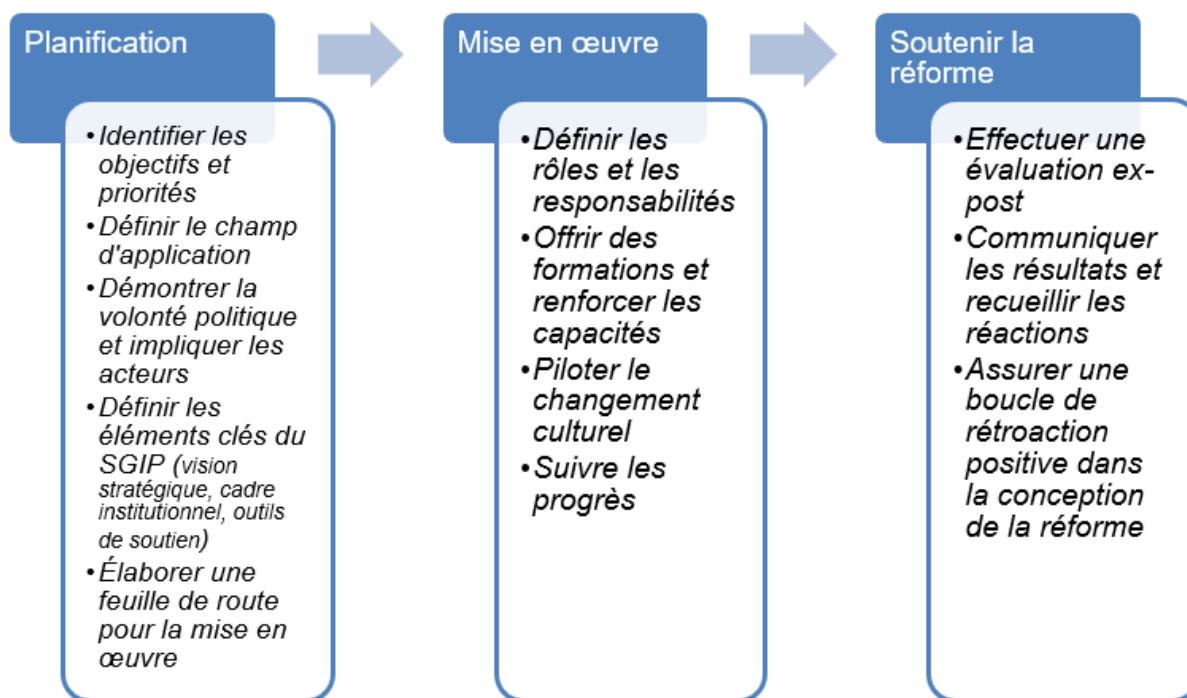 Planification
•Identifier les
objectifs et
priorités
•Définir le champ
d'application
•Démontrer la
volonté politique
et impliquer les
acteurs
•Définir les
éléments clés du
SGIP (vision
stratégique, cadre
institutionnel, outils
de soutien)
•Élaborer une
feuille de route
pour la mise en
œuvre
Mise en œuvre
•Définir les
rôles et les
responsabilités
•Offrir des
formations et
renforcer les
capacités
•Piloter le
changement
culturel
•Suivre les
progrès
Soutenir la
réforme
•Effectuer une
évaluation ex-
post
•Communiquer
les résultats et
recueillir les
réactions
•Assurer une
boucle de
rétroaction
positive dans
la conception
de la réforme